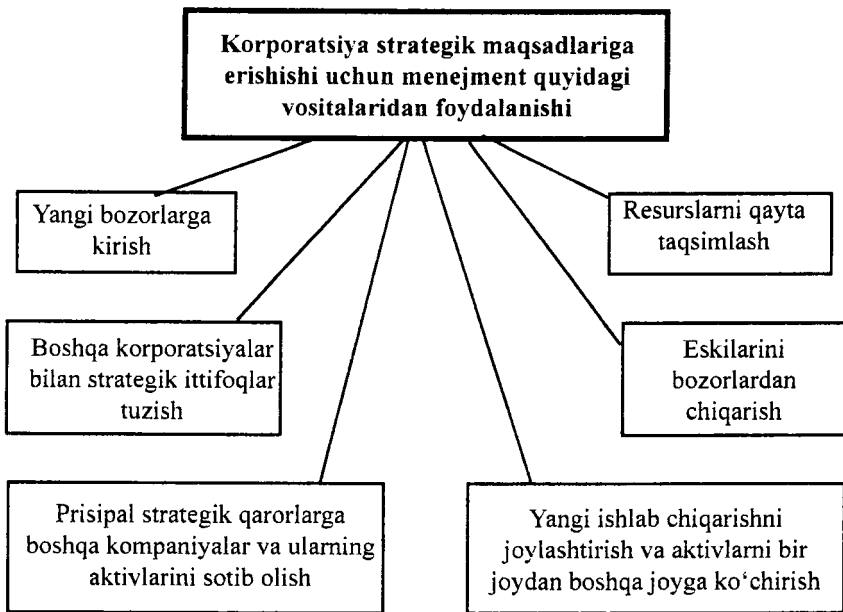 Korporatsiya strategik maqsadlariga
erishishi uchun menejment quyidagi
vositalaridan foydalanishi
Yangi bozorlarga
kirish
Resurslarni qayta
taqsimlash
Boshqa korporatsiyalar
bilan strategik ittifoqlar
tuzish
Eskilarini
bozorlardan
chiqarish
Prisipal strategik qarorlarga
boshqa kompaniyalar va ularning
aktivlarini sotib olish
Yangi ishlab chiqarishni
joylashtirish va aktivlarni bir
joydan boshqa joyga ko‘chirish